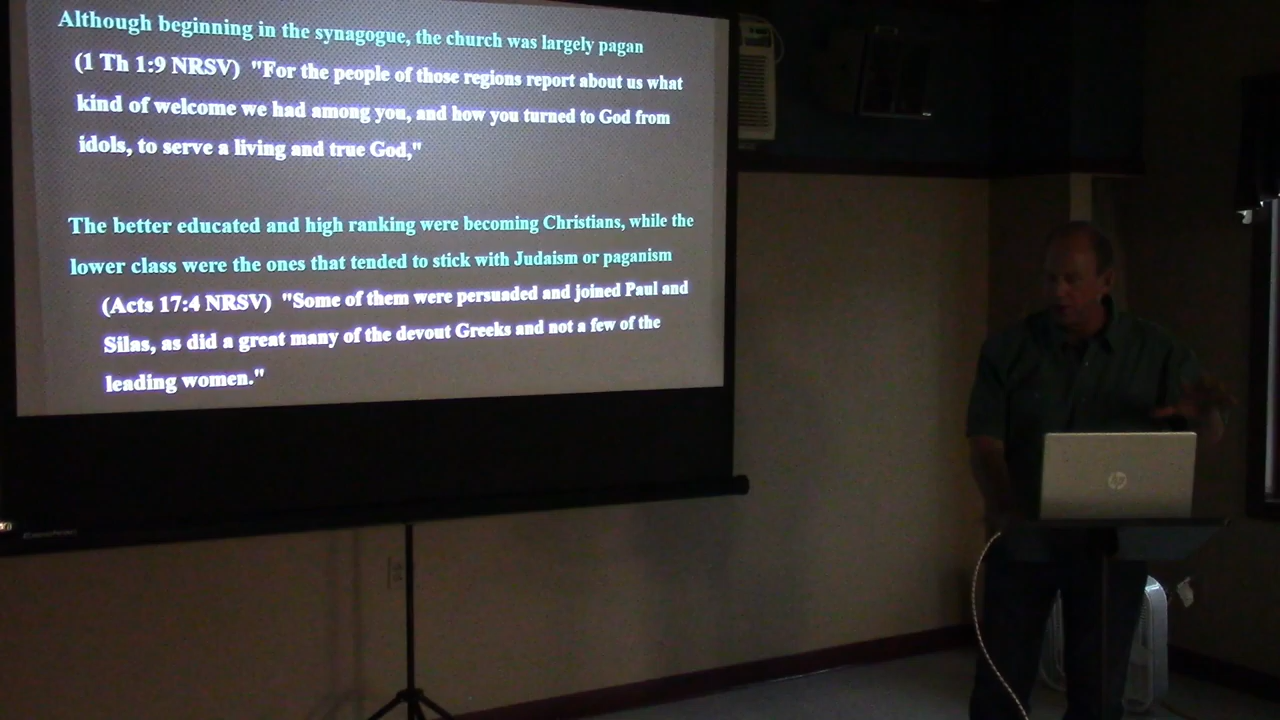 Although beginning in the synagogue, the church was largely pagan
(1 Th 1:9 NRSV) "For the people of those regions report about us what
kind of welcome we had among you, and how you turned to God from
idols, to serve a living and true God,"
The better educated and high ranking were becoming Christians, while the
lower class were the ones that tended to stick with Judaism or paganism
(Acts 17:4 NRSV) "Some of them were persuaded and joined Paul and
Silas, as did a great many of the devout Greeks and not a few of the
leading women."
hp